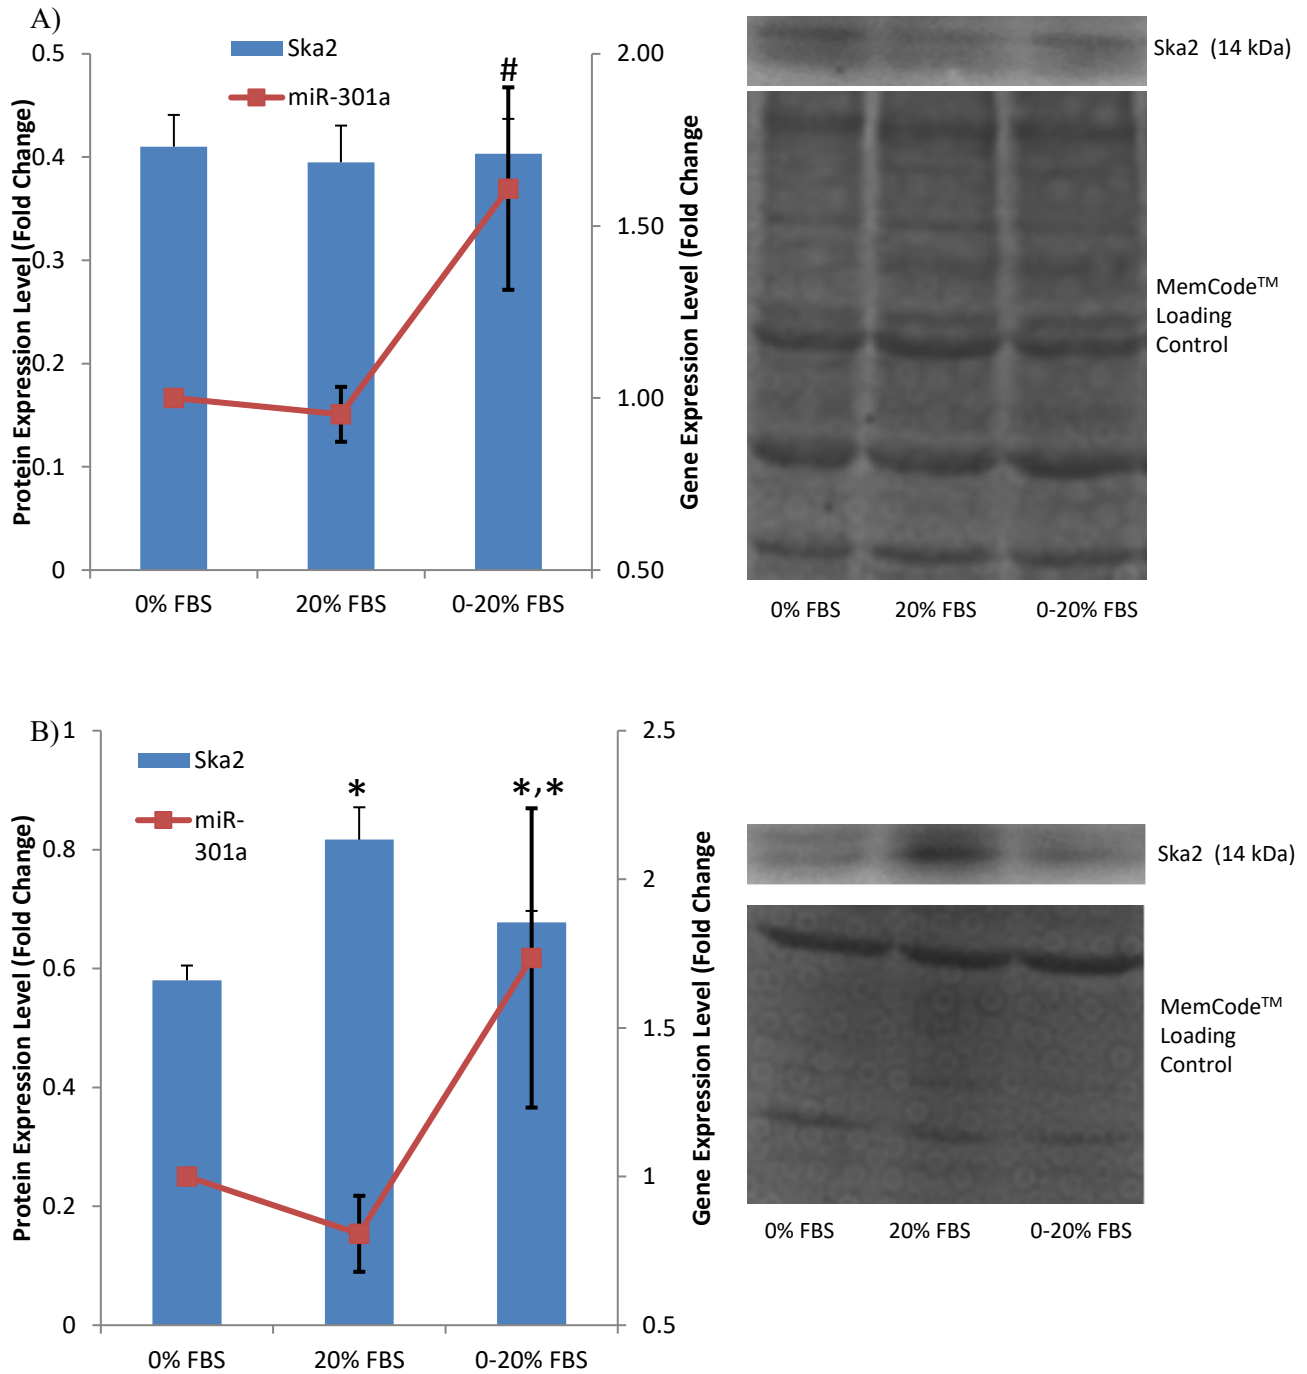 A)
Ska2
miR-301a
#
0.5
0.4
0.3
0.2
0.1
0
Protein Expression Level (Fold Change)
2.00
1.50
1.00
0.50
Gene Expression Level (Fold Change)
0% FBS
20% FBS
0-20% FBS
Ska2 (14 kDa)
MemCode™
Loading
Control
0% FBS
20% FBS
0-20% FBS
B)
Ska2
miR-
301a
*
*,*
1
0.8
0.6
0.4
0.2
0
Protein Expression Level (Fold Change)
2.5
2
1.5
1
0.5
Gene Expression Level (Fold Change
0% FBS
20% FBS
0-20% FBS
Ska2 (14 kDa)
MemCode™
Loading
Control
0% FBS
20% FBS
0-20% FBS